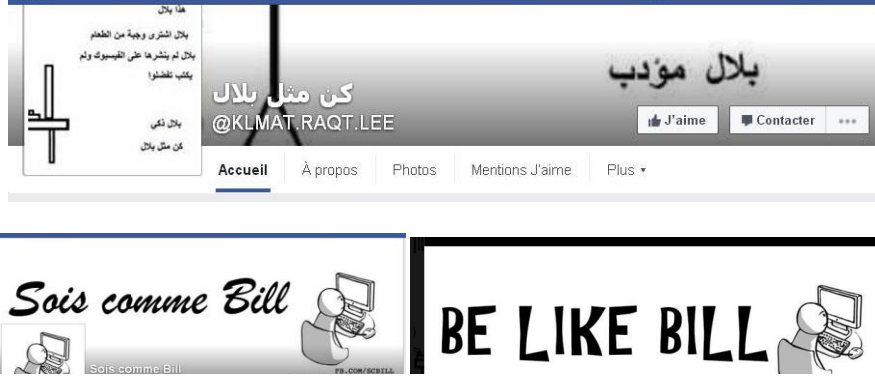 هذا بلال
بلال اشترى وجبة من الطعام
بلال لم ينشرها على الفيسبوك ولم
يكتب تفضلوا
بلال ذكي
كن مثل بلال
بلال مؤدب
كن مثل بلال
@KLMAT.RAQT.LEE
J'aime
Contacter
Accueil
À propos
Photos
Mentions J'aime
Plus
Sois comme Bill
Sois comme Bill
FB.COM/SCBILL
BE LIKE BILL